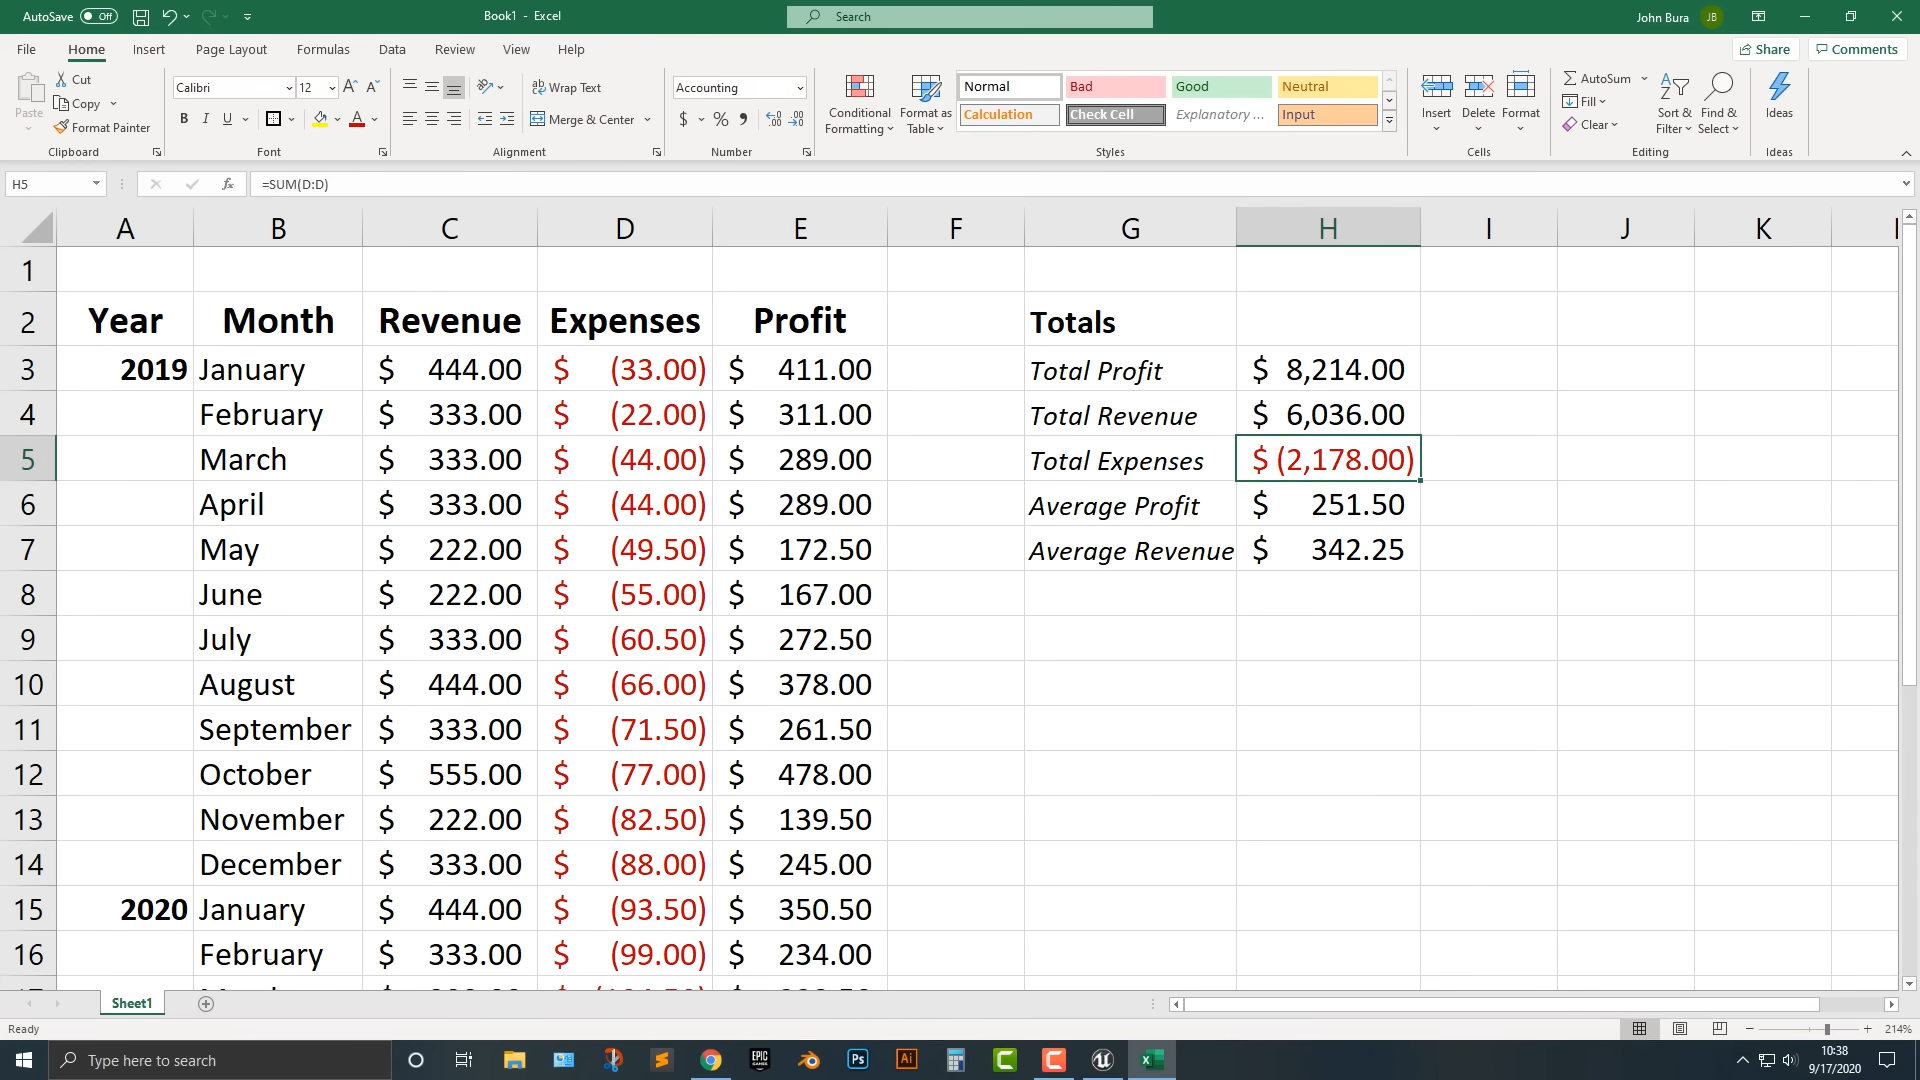 AutoSave Off
Book1 - Excel
Search
John Bura JB
File Home Insert Page Layout Formulas Data Review View Help
Share Comments
Paste
Cut
Copy
Format Painter
Clipboard
Calibri 12
B I U
Font
Wrap Text
Merge & Center
Alignment
Accounting
$ % ,
Number
Conditional Formatting
Format as Table
Normal Bad Good Neutral
Calculation Check Cell Explanatory ... Input
Styles
Insert Delete Format
Cells
AutoSum
Fill
Clear
Sort & Filter
Find & Select
Editing
Ideas
Ideas
H5 fx =SUM(D:D)
A B C D E F G H I J K
1
2 Year Month Revenue Expenses Profit Totals
3 2019 January $ 444.00 $ (33.00) $ 411.00 Total Profit $ 8,214.00
4 February $ 333.00 $ (22.00) $ 311.00 Total Revenue $ 6,036.00
5 March $ 333.00 $ (44.00) $ 289.00 Total Expenses $ (2,178.00)
6 April $ 333.00 $ (44.00) $ 289.00 Average Profit $ 251.50
7 May $ 222.00 $ (49.50) $ 172.50 Average Revenue $ 342.25
8 June $ 222.00 $ (55.00) $ 167.00
9 July $ 333.00 $ (60.50) $ 272.50
10 August $ 444.00 $ (66.00) $ 378.00
11 September $ 333.00 $ (71.50) $ 261.50
12 October $ 555.00 $ (77.00) $ 478.00
13 November $ 222.00 $ (82.50) $ 139.50
14 December $ 333.00 $ (88.00) $ 245.00
15 2020 January $ 444.00 $ (93.50) $ 350.50
16 February $ 333.00 $ (99.00) $ 234.00
Sheet1
Ready
214%
Type here to search
EPIC GAMES
Ps
Ai
10:38
9/17/2020